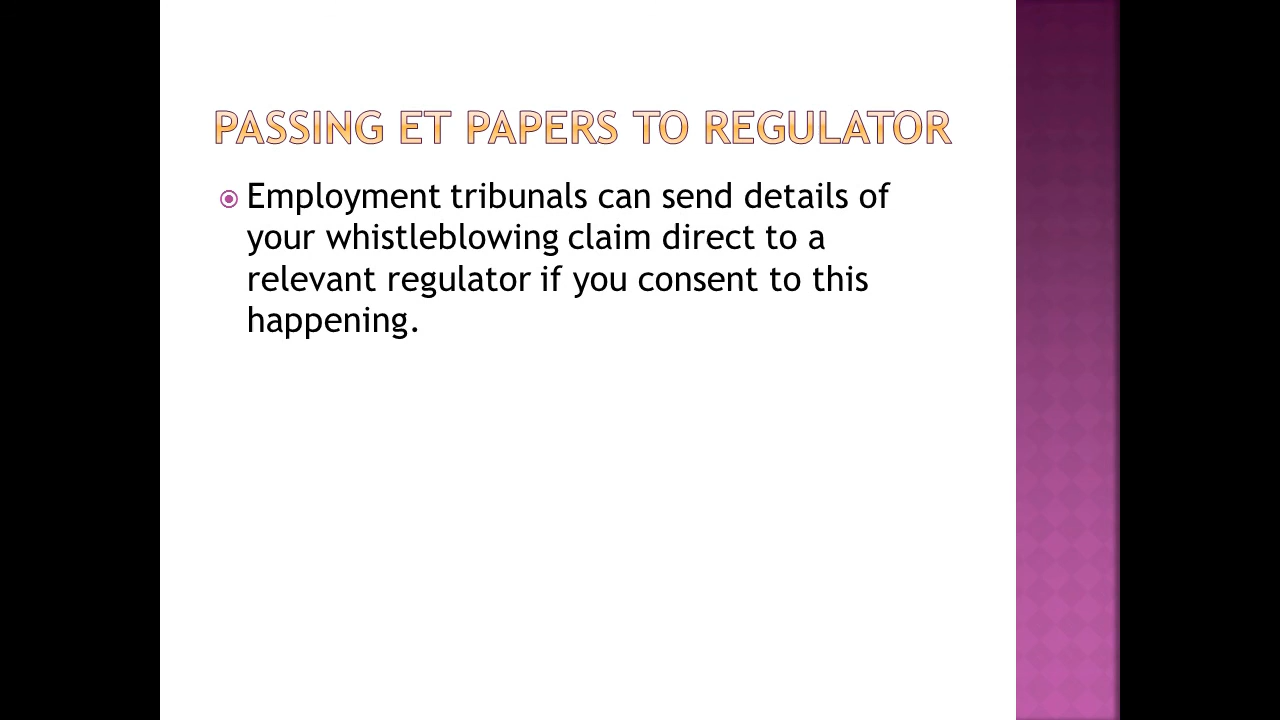 PASSING ET PAPERS TO REGULATOR
Employment tribunals can send details of
your whistleblowing claim direct to a
relevant regulator if you consent to this
happening.